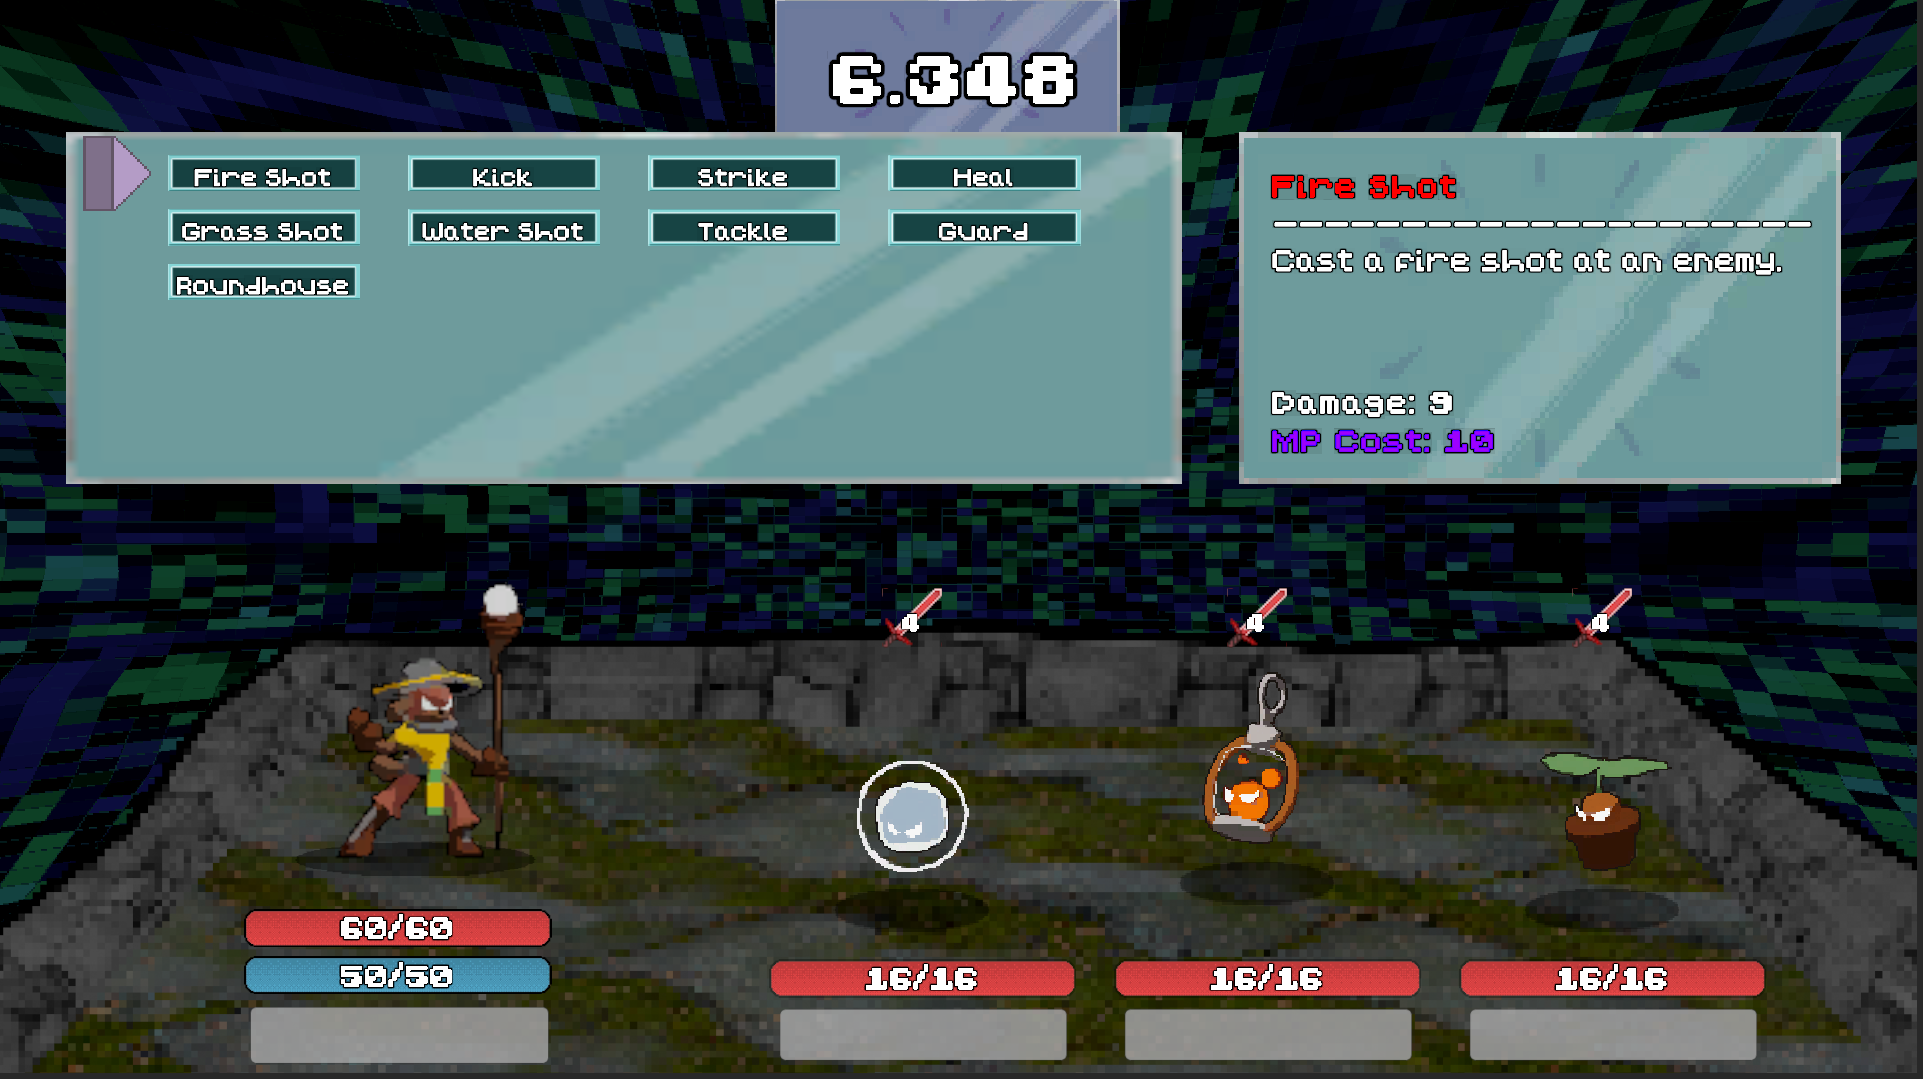 6.348
Fire Shot Kick Strike Heal
Grass Shot Water Shot Tackle Guard
Roundhouse
Fire Shot
---------------------
Cast a fire shot at an enemy.
Damage: 9
MP Cost: 10
4 4 4
60/60
50/50
16/16 16/16 16/16